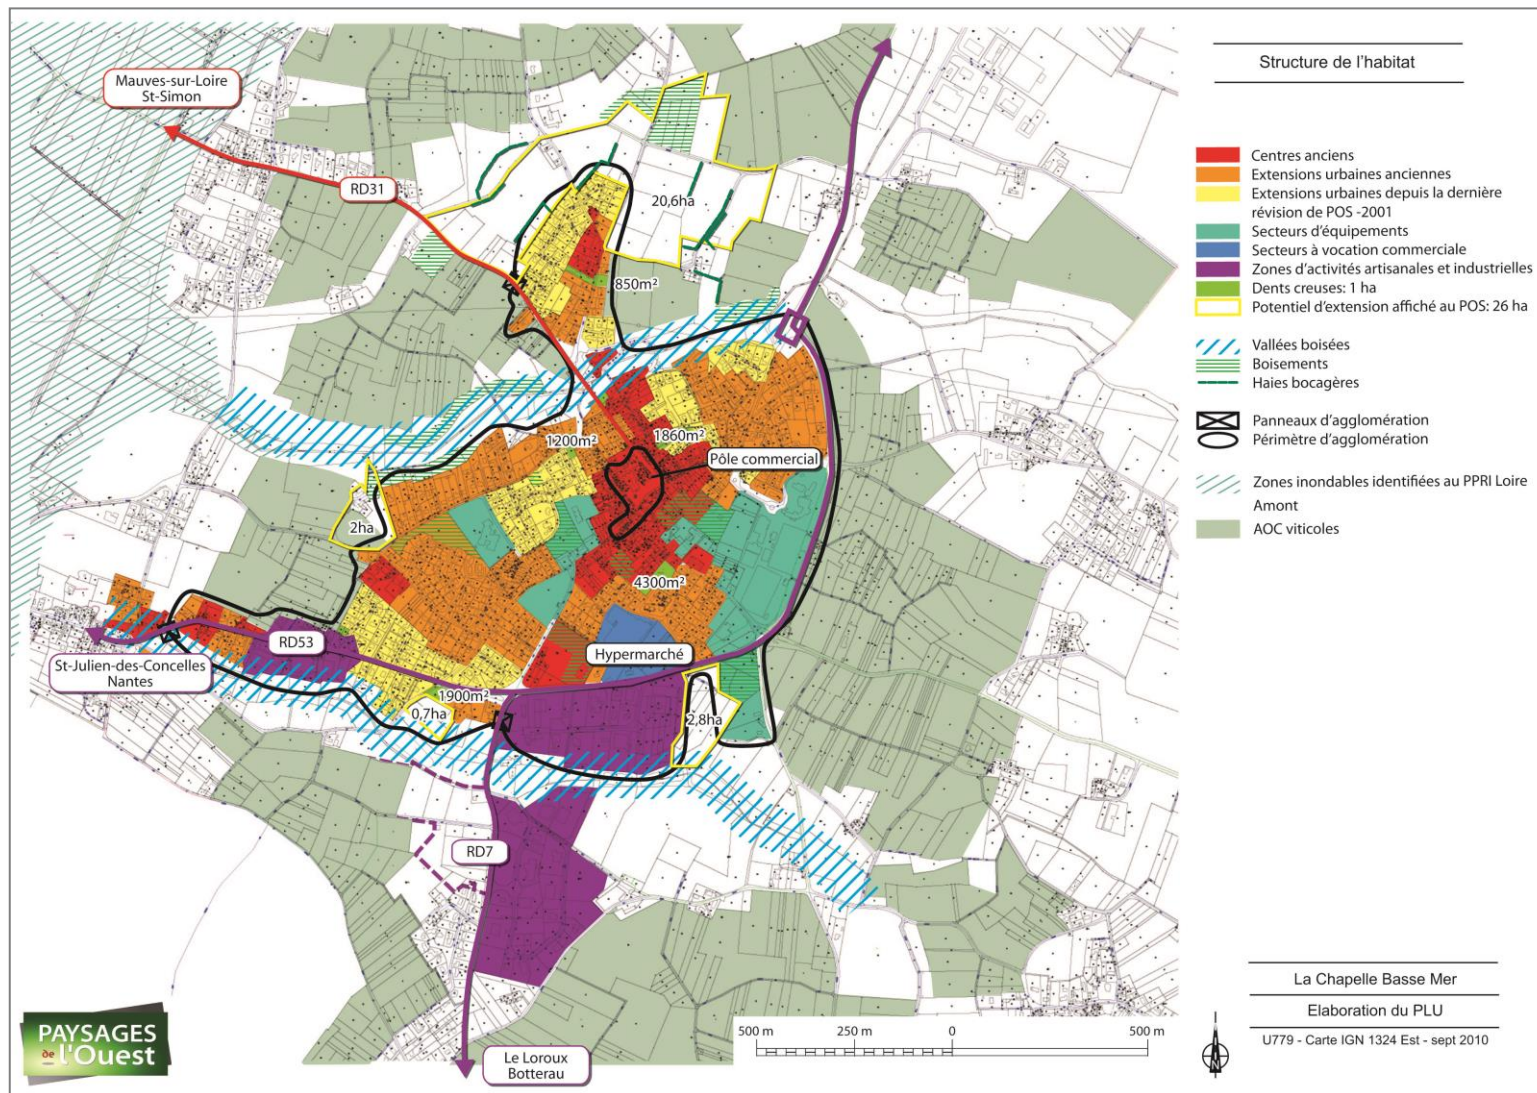 Mauves-sur-Loire
St-Simon
RD31
20,6ha
850m²
1200m²
1860m²
Pôle commercial
2ha
4300m²
RD53
Hypermarché
St-Julien-des-Concelles
Nantes
1900m²
0,7ha
2,8ha
RD7
Le Loroux
Botterau
PAYSAGES
de l'Ouest
500 m
250 m
0
500 m
Structure de l'habitat
Centres anciens
Extensions urbaines anciennes
Extensions urbaines depuis la dernière
révision de POS -2001
Secteurs d'équipements
Secteurs à vocation commerciale
Zones d'activités artisanales et industrielles
Dents creuses: 1 ha
Potentiel d'extension affiché au POS: 26 ha
Vallées boisées
Boisements
Haies bocagères
Panneaux d'agglomération
Périmètre d'agglomération
Zones inondables identifiées au PPRI Loire
Amont
AOC viticoles
La Chapelle Basse Mer
Elaboration du PLU
U779 - Carte IGN 1324 Est - sept 2010
N